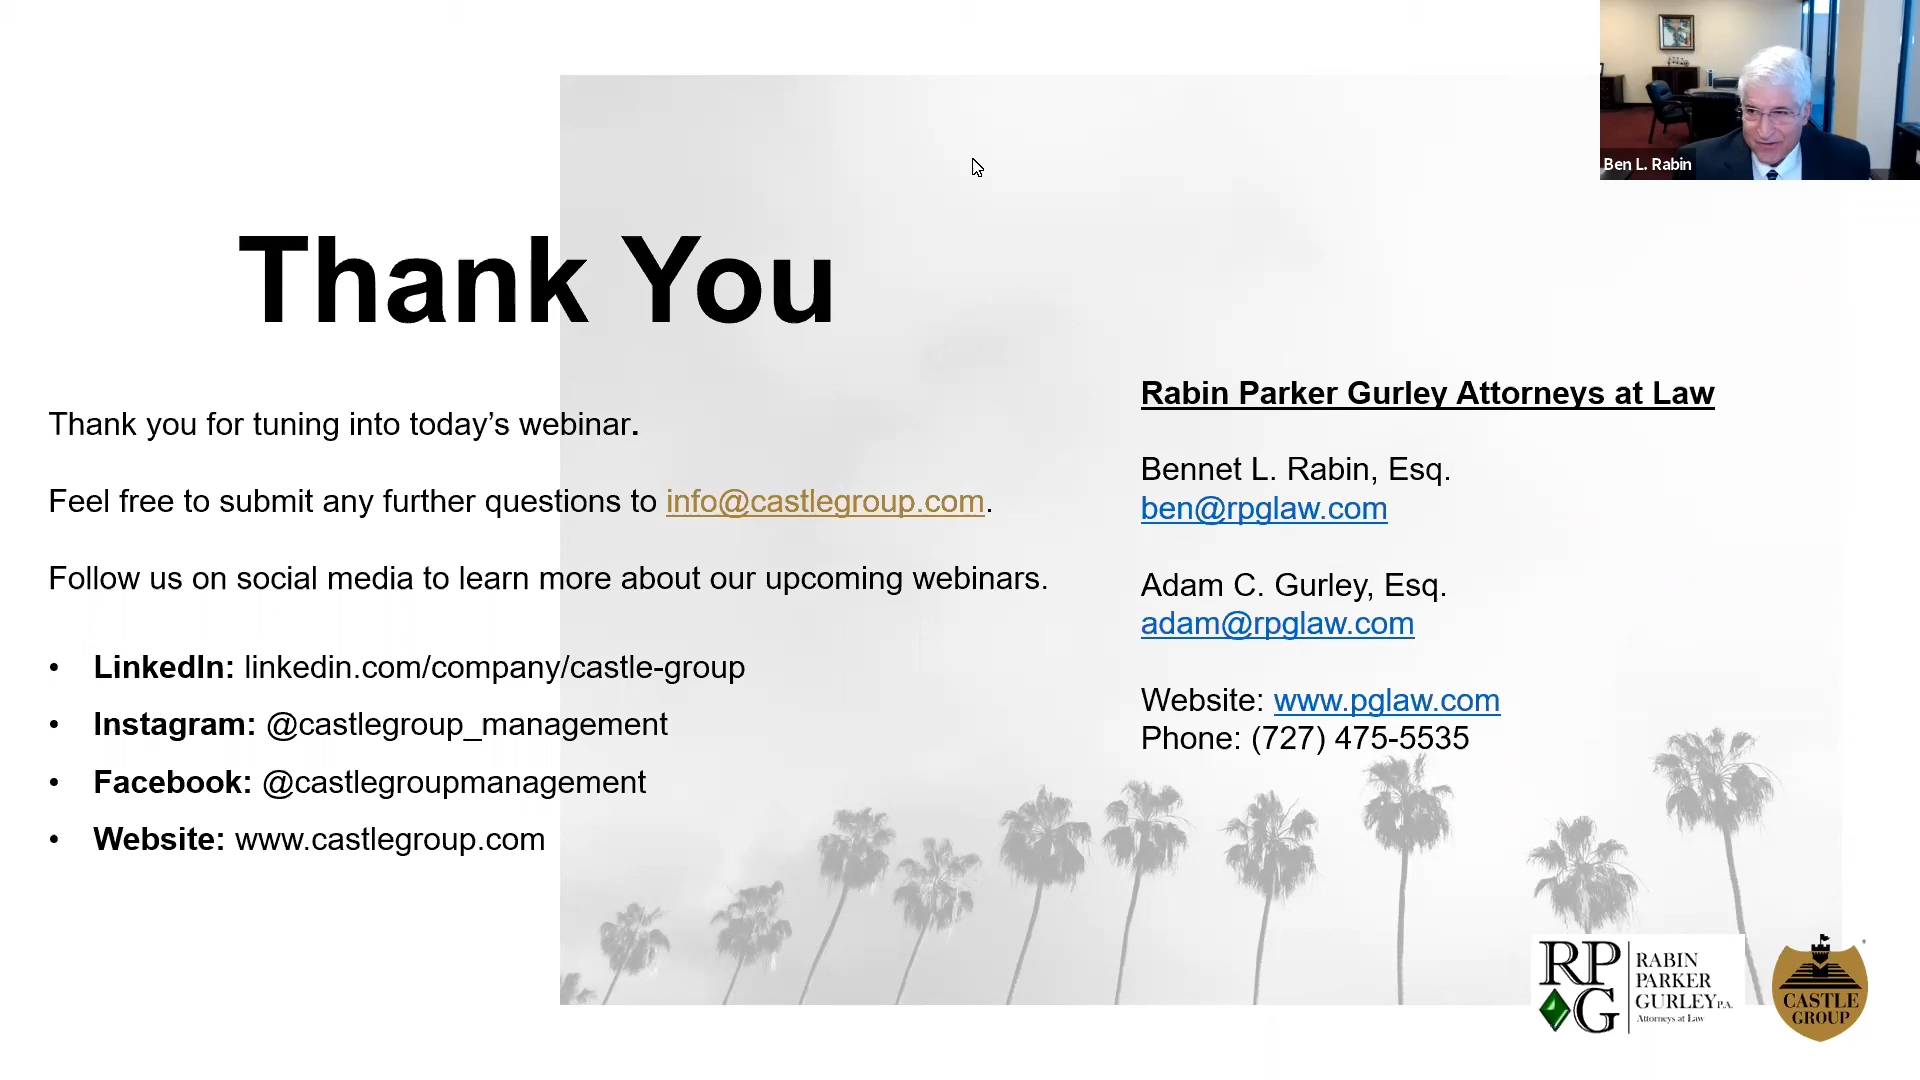 Ben L. Rabin
Thank You
Thank you for tuning into today’s webinar.
Feel free to submit any further questions to info@castlegroup.com.
Follow us on social media to learn more about our upcoming webinars.
• LinkedIn: linkedin.com/company/castle-group
• Instagram: @castlegroup_management
• Facebook: @castlegroupmanagement
• Website: www.castlegroup.com
Rabin Parker Gurley Attorneys at Law
Bennet L. Rabin, Esq.
ben@rpglaw.com
Adam C. Gurley, Esq.
adam@rpglaw.com
Website: www.pglaw.com
Phone: (727) 475-5535
RP
G
RABIN
PARKER
GURLEY P.A.
Attorneys at Law
CASTLE
GROUP